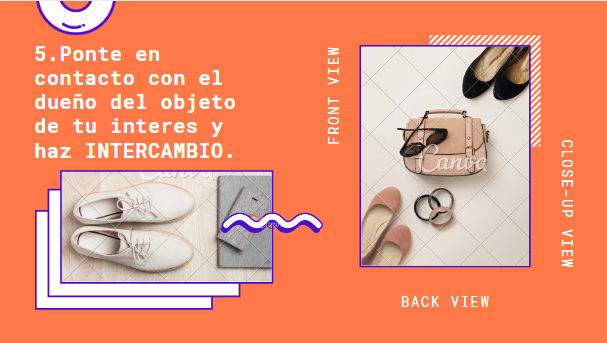 5.Ponte en
contacto con el
dueño del objeto
de tu interes y
haz INTERCAMBIO.
Canva
FRONT VIEW
Canva
CLOSE-UP VIEW
BACK VIEW